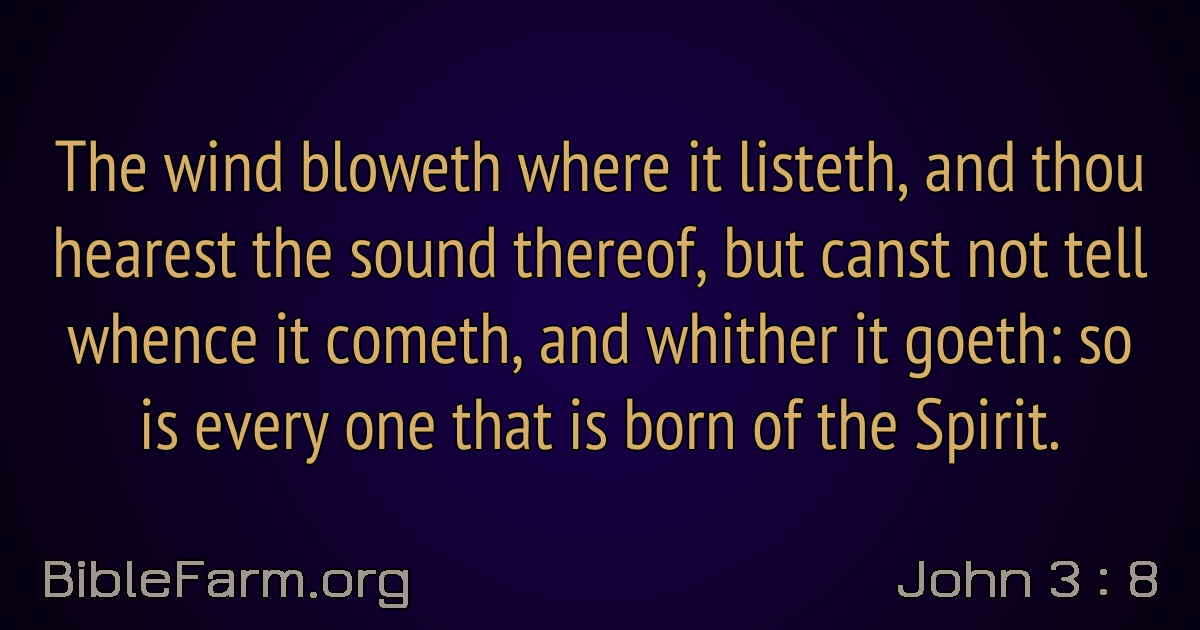 The wind bloweth where it listeth, and thou
hearest the sound thereof, but canst not tell
whence it cometh, and whither it goeth: so
is every one that is born of the Spirit.
BibleFarm.org
John 3 : 8